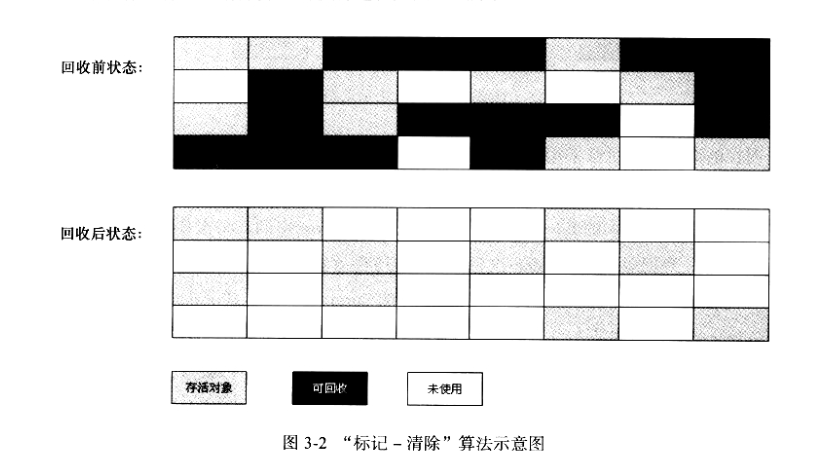 回收前状态：
回收后状态：
存活对象
可回收
未使用
图 3-2 “标记－清除”算法示意图